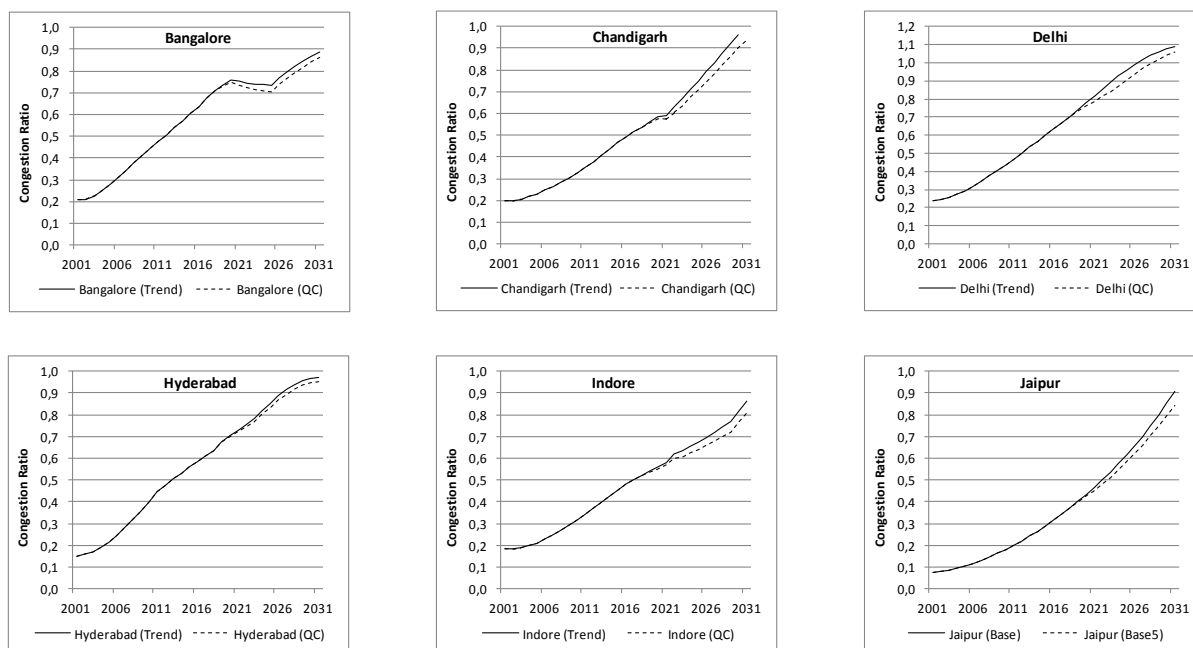 Bangalore
Congestion Ratio
1,0
0,9
0,8
0,7
0,6
0,5
0,4
0,3
0,2
0,1
0,0
2001 2006 2011 2016 2021 2026 2031
Bangalore (Trend) Bangalore (QC)
Chandigarh
Congestion Ratio
1,0
0,9
0,8
0,7
0,6
0,5
0,4
0,3
0,2
0,1
0,0
2001 2006 2011 2016 2021 2026 2031
Chandigarh (Trend) Chandigarh (QC)
Delhi
Congestion Ratio
1,2
1,1
1,0
0,9
0,8
0,7
0,6
0,5
0,4
0,3
0,2
0,1
0,0
2001 2006 2011 2016 2021 2026 2031
Delhi (Trend) Delhi (QC)
Hyderabad
Congestion Ratio
1,0
0,9
0,8
0,7
0,6
0,5
0,4
0,3
0,2
0,1
0,0
2001 2006 2011 2016 2021 2026 2031
Hyderabad (Trend) Hyderabad (QC)
Indore
Congestion Ratio
1,0
0,9
0,8
0,7
0,6
0,5
0,4
0,3
0,2
0,1
0,0
2001 2006 2011 2016 2021 2026 2031
Indore (Trend) Indore (QC)
Jaipur
Congestion Ratio
1,0
0,9
0,8
0,7
0,6
0,5
0,4
0,3
0,2
0,1
0,0
2001 2006 2011 2016 2021 2026 2031
Jaipur (Base) Jaipur (Base5)